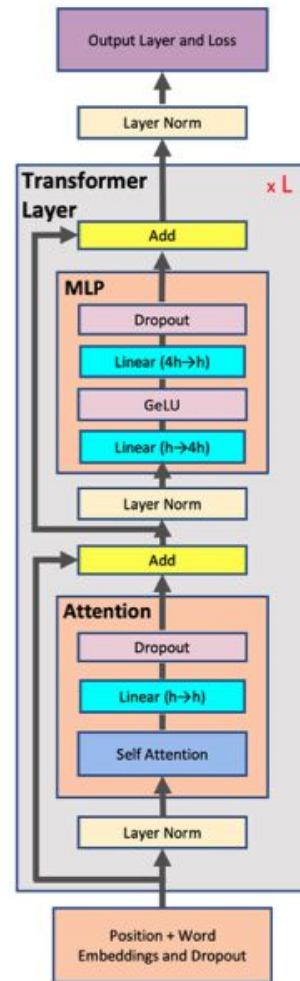 Output Layer and Loss
Layer Norm
Transformer
Layer
x L
Add
MLP
Dropout
Linear (4h→h)
GeLU
Linear (h→4h)
Layer Norm
Add
Attention
Dropout
Linear (h→h)
Self Attention
Layer Norm
Position + Word
Embeddings and Dropout